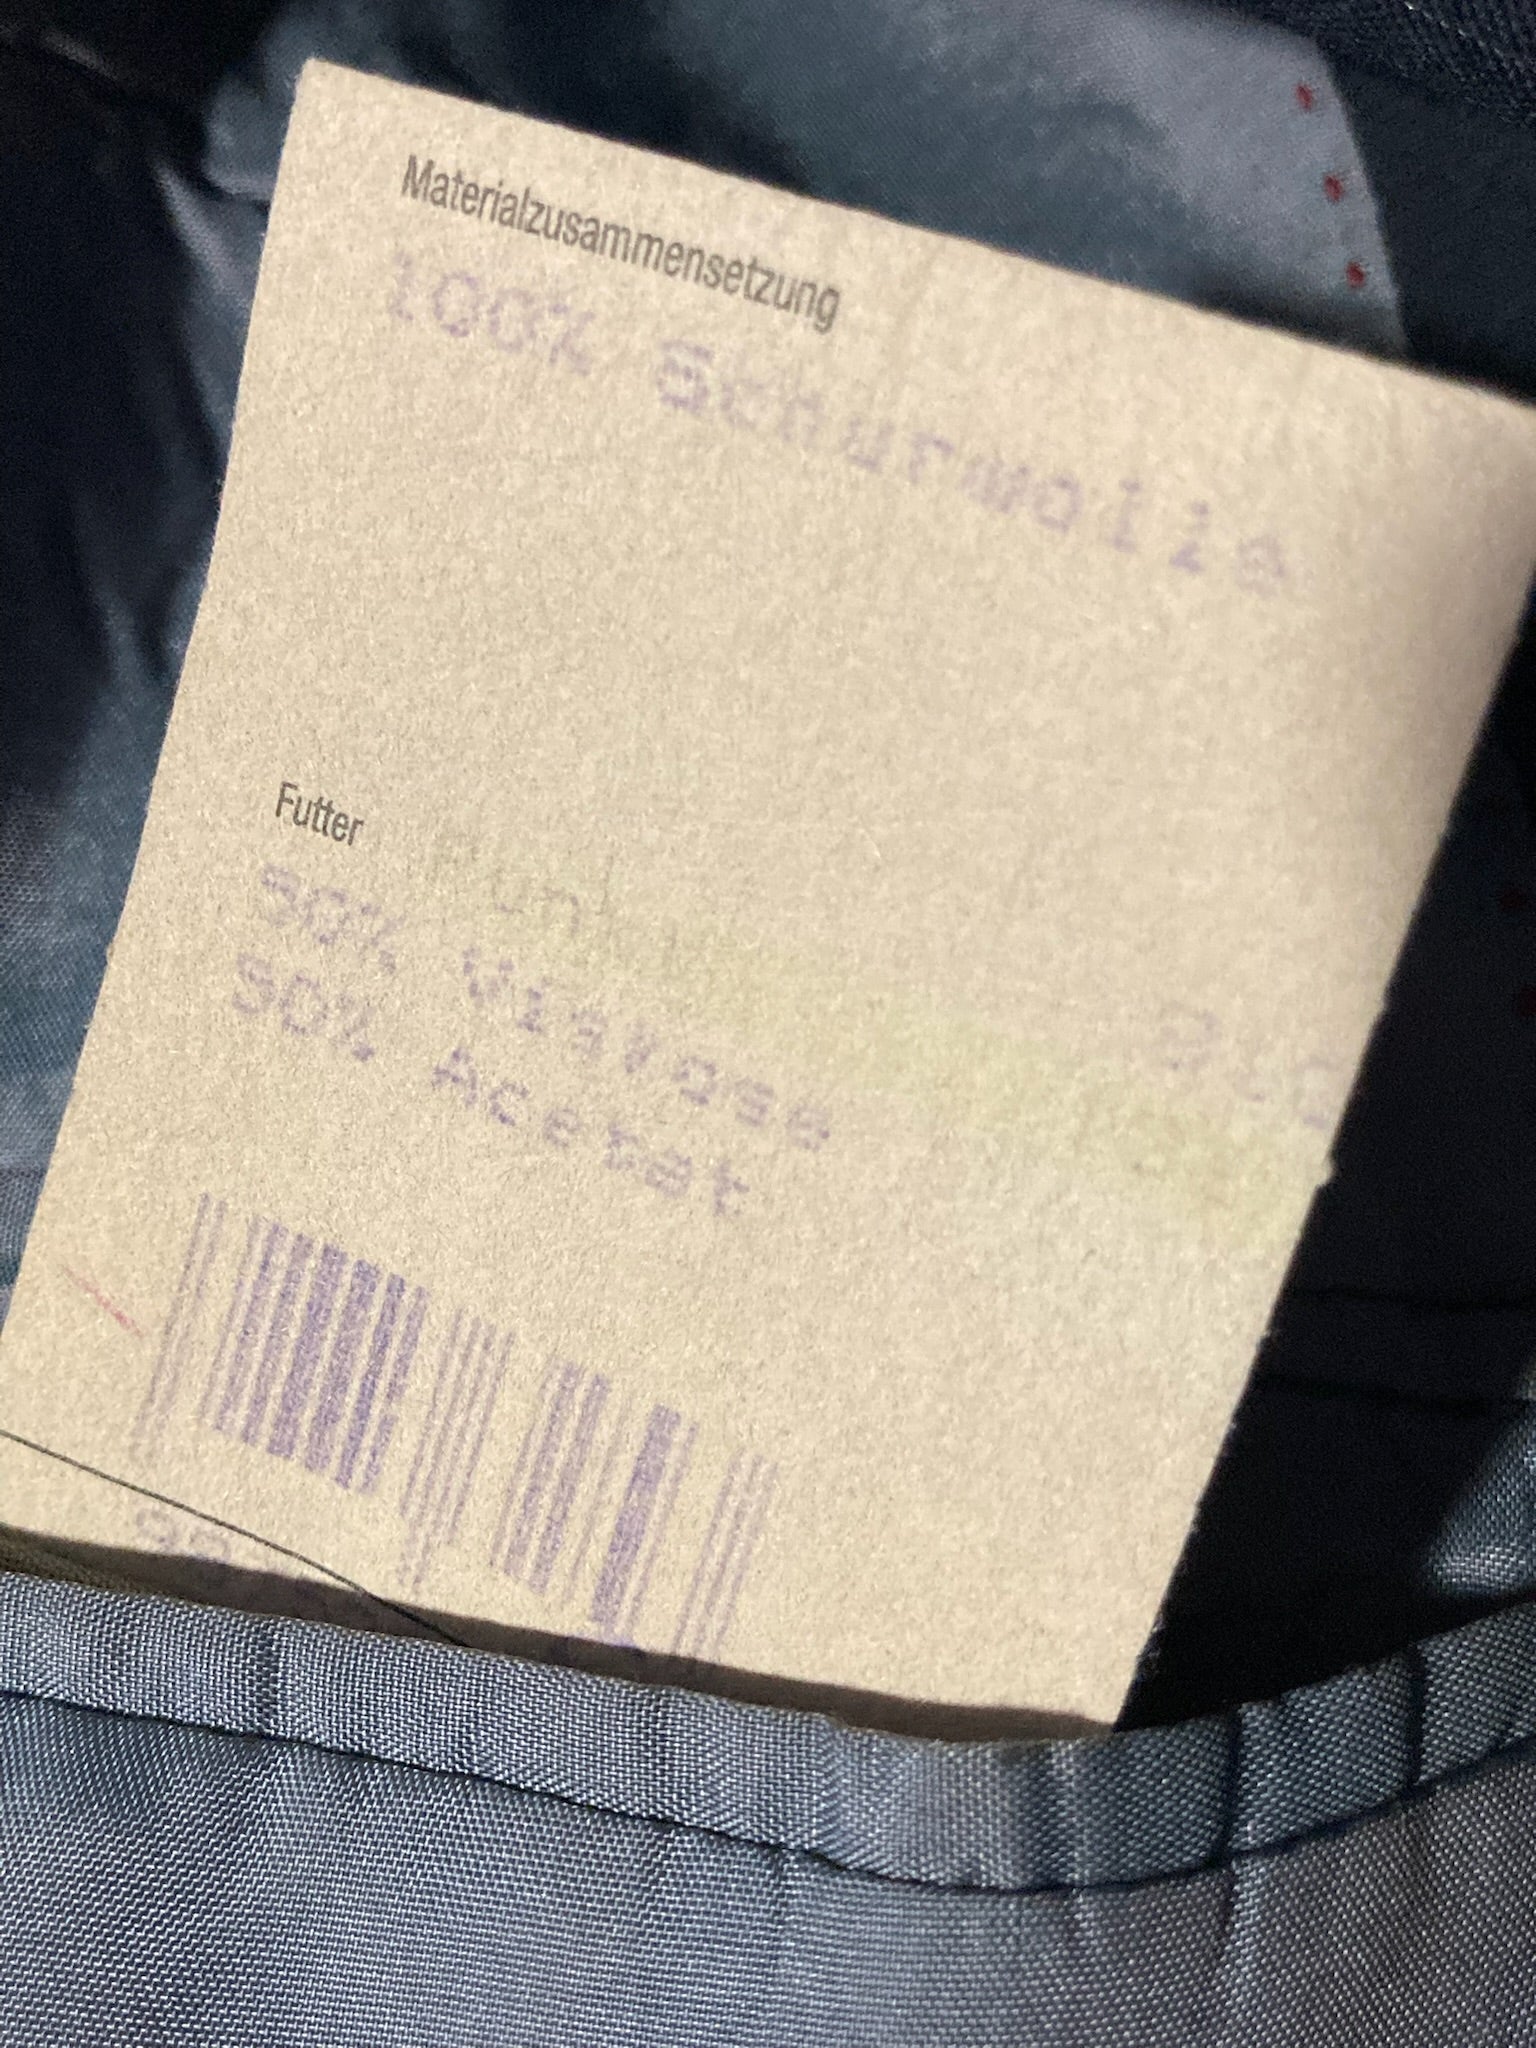 Materialzusammensetzung
100% Schurwolle
Futter
50% Viskose
50% Acetat